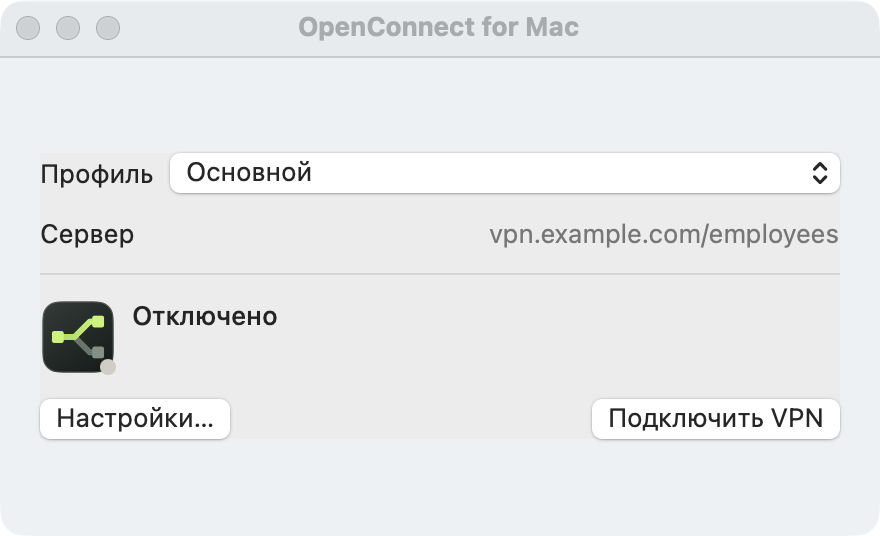 OpenConnect for Mac
Профиль Основной
Сервер vpn.example.com/employees
Отключено
Настройки... Подключить VPN